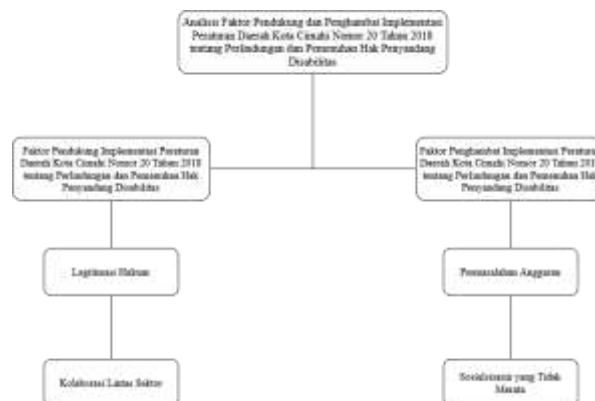 Analisis Faktor Pendukung dan Penghambat Implementasi
Peraturan Daerah Kota Cimahi Nomor 20 Tahun 2018
tentang Perlindungan dan Pemenuhan Hak Penyandang
Disabilitas
Faktor Pendukung Implementasi Peraturan
Daerah Kota Cimahi Nomor 20 Tahun 2018
tentang Perlindungan dan Pemenuhan Hak
Penyandang Disabilitas
Faktor Penghambat Implementasi Peraturan
Daerah Kota Cimahi Nomor 20 Tahun 2018
tentang Perlindungan dan Pemenuhan Hak
Penyandang Disabilitas
Legitimasi Hukum
Permasalahan Anggaran
Kolaborasi Lintas Sektor
Sosialisasi yang Tidak
Merata